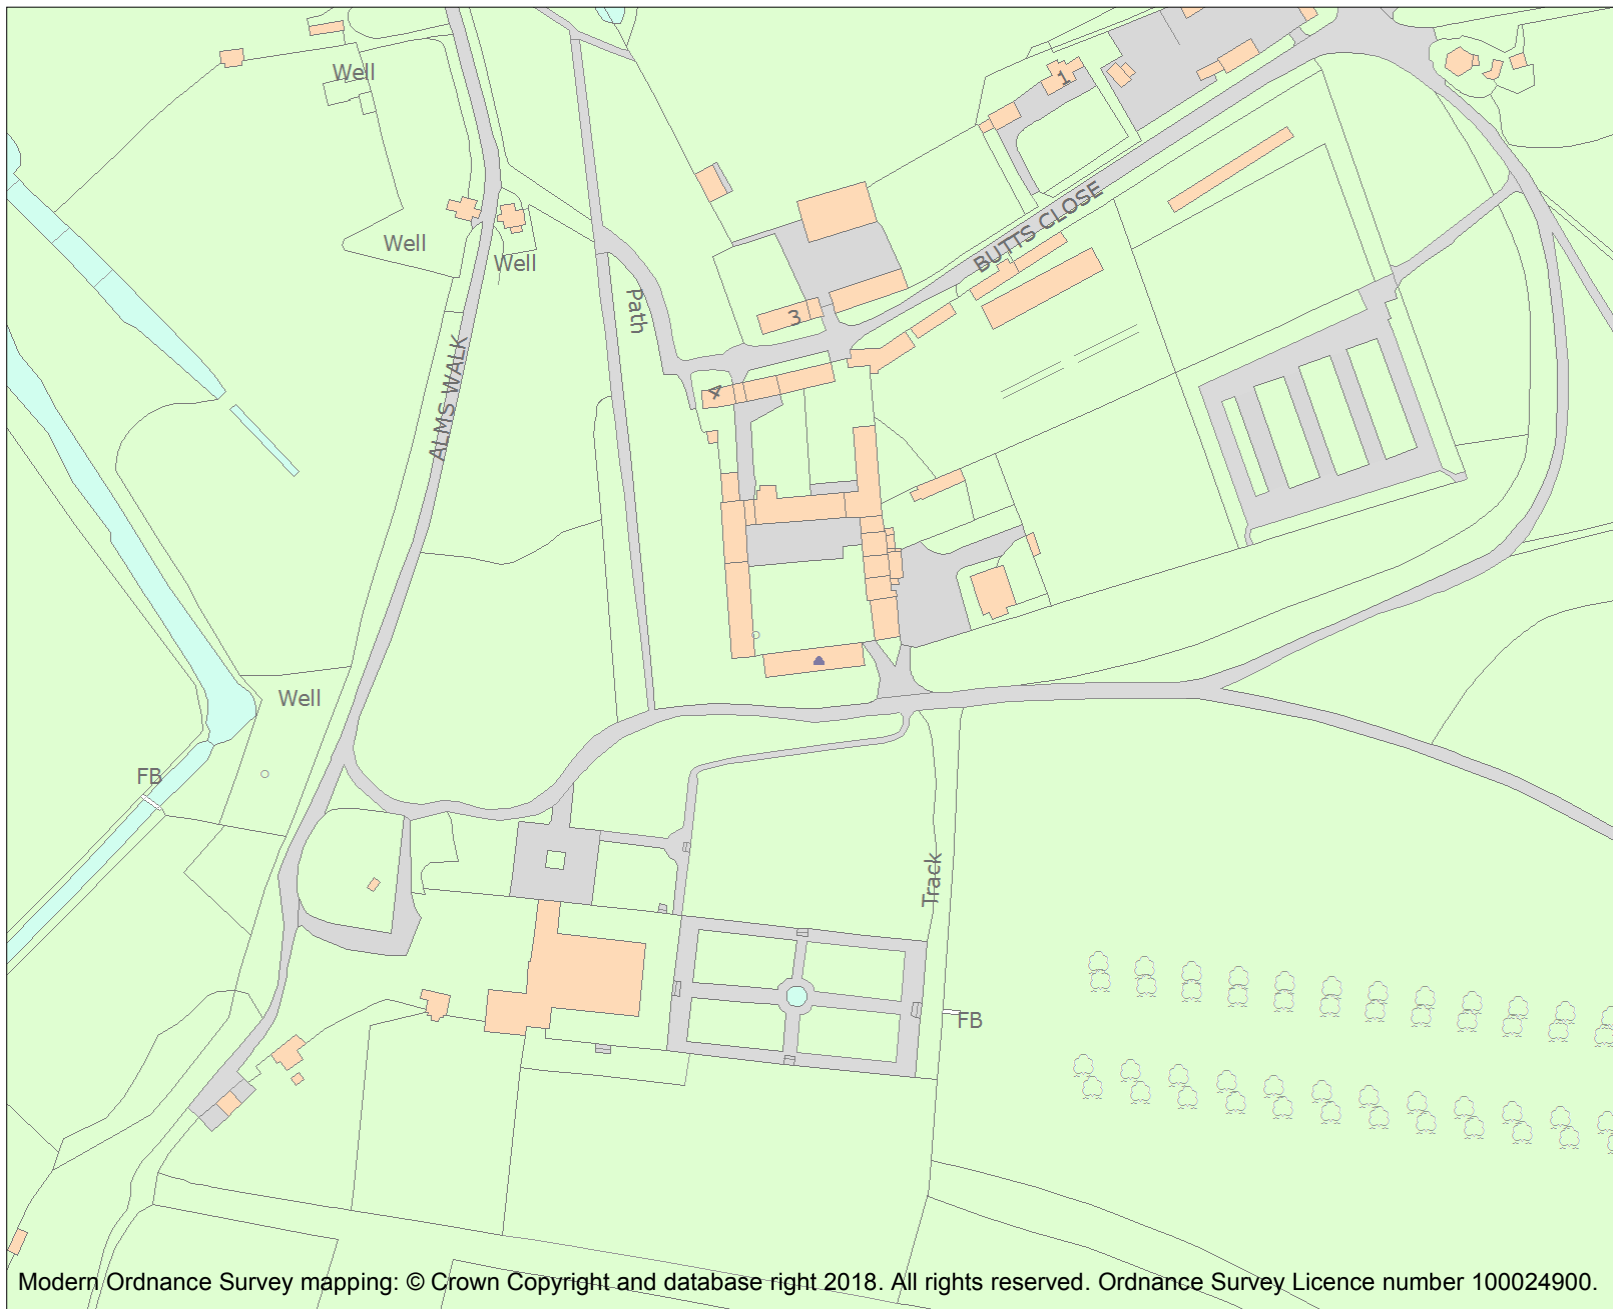 Well
1
BUTTS CLOSE
Well
Well
Path
3
ALMS WALK
4
Well
FB
Track
FB
Modern Ordnance Survey mapping: © Crown Copyright and database right 2018. All rights reserved. Ordnance Survey Licence number 100024900.